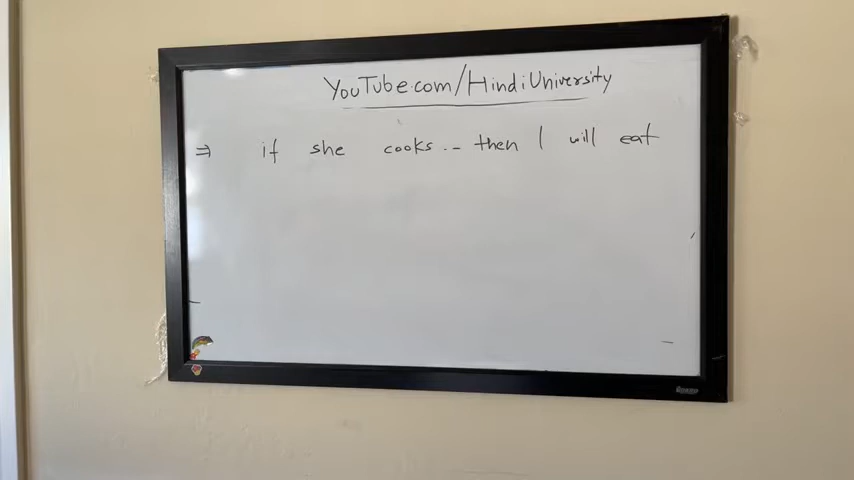 YouTube.com/HindiUniversity
⇒ if she cooks.. then I will eat